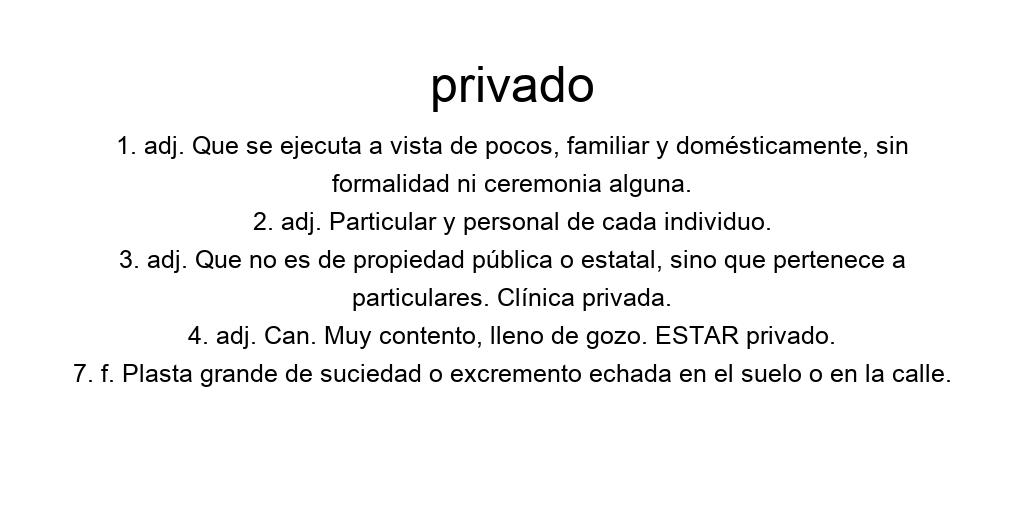 privado
1. adj. Que se ejecuta a vista de pocos, familiar y domésticamente, sin
formalidad ni ceremonia alguna.
2. adj. Particular y personal de cada individuo.
3. adj. Que no es de propiedad pública o estatal, sino que pertenece a
particulares. Clínica privada.
4. adj. Can. Muy contento, lleno de gozo. ESTAR privado.
7. f. Plasta grande de suciedad o excremento echada en el suelo o en la calle.